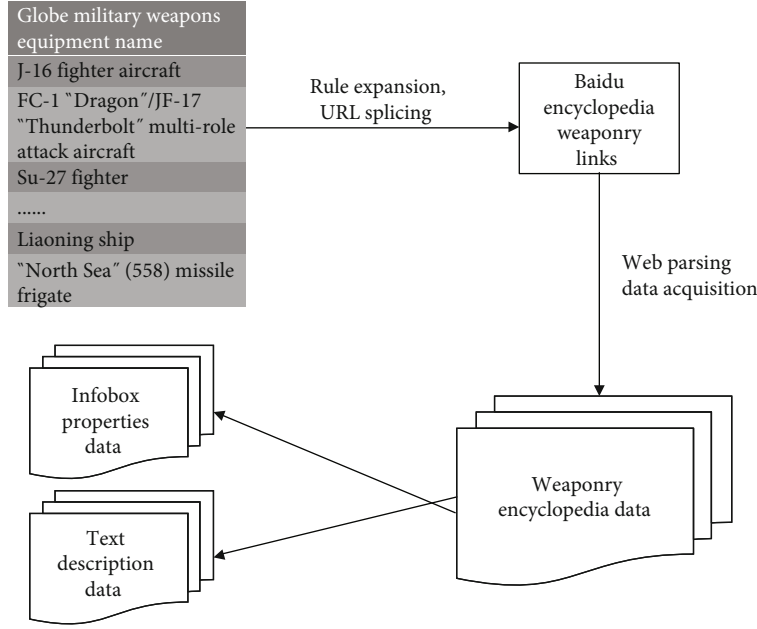 Globe military weapons
equipment name
J-16 fighter aircraft
FC-1 “Dragon”/JF-17
“Thunderbolt” multi-role
attack aircraft
Su-27 fighter
......
Liaoning ship
“North Sea” (558) missile
frigate
Rule expansion,
URL splicing
Baidu
encyclopedia
weaponry
links
Web parsing
data acquisition
Infobox
properties
data
Weaponry
encyclopedia data
Text
description
data